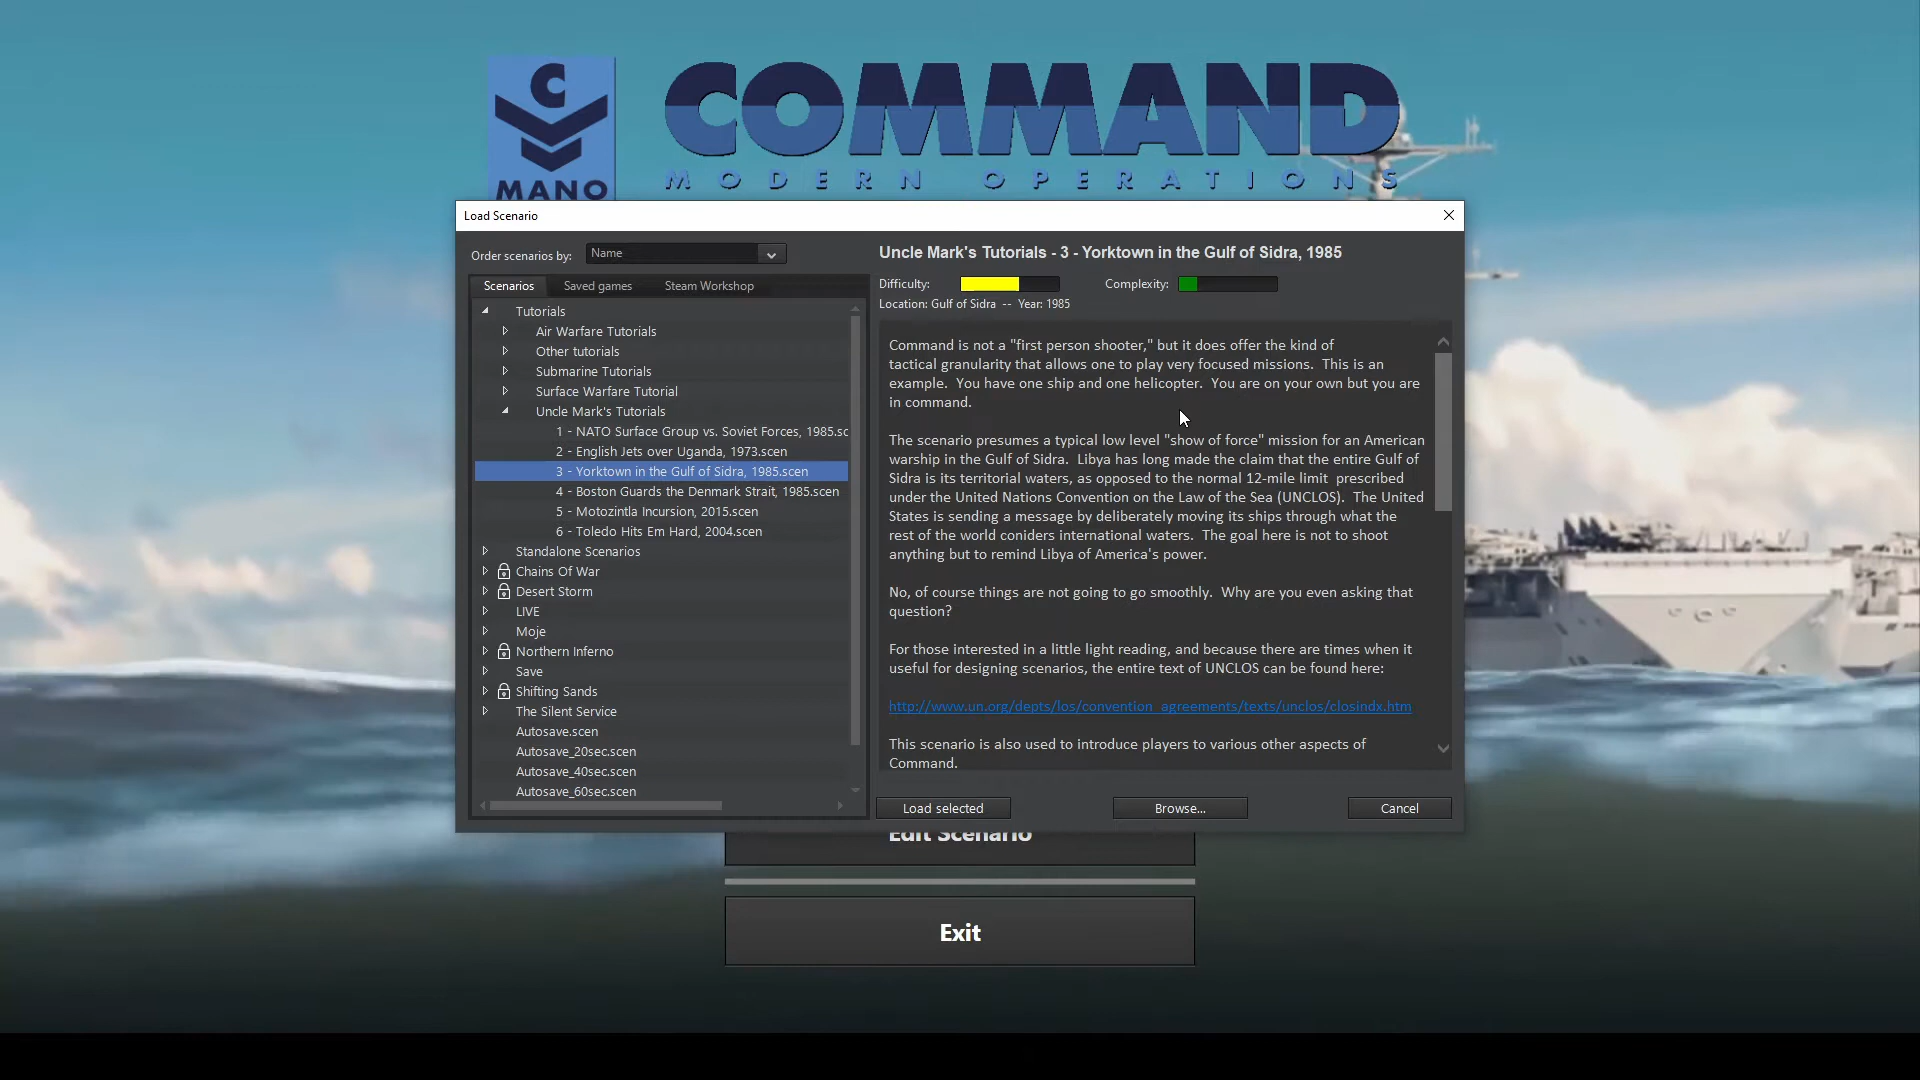 C
MANO
COMMAND
MODERN OPERATIONS
Load Scenario
Order scenarios by:
Name
Scenarios
Saved games
Steam Workshop
Tutorials
Air Warfare Tutorials
Other tutorials
Submarine Tutorials
Surface Warfare Tutorial
Uncle Mark's Tutorials
1 - NATO Surface Group vs. Soviet Forces, 1985.sc
2 - English Jets over Uganda, 1973.scen
3 - Yorktown in the Gulf of Sidra, 1985.scen
4 - Boston Guards the Denmark Strait, 1985.scen
5 - Motozintla Incursion, 2015.scen
6 - Toledo Hits Em Hard, 2004.scen
Standalone Scenarios
Chains Of War
Desert Storm
LIVE
Moje
Northern Inferno
Save
Shifting Sands
The Silent Service
Autosave.scen
Autosave_20sec.scen
Autosave_40sec.scen
Autosave_60sec.scen
Uncle Mark's Tutorials - 3 - Yorktown in the Gulf of Sidra, 1985
Difficulty:
Complexity:
Location: Gulf of Sidra -- Year: 1985
Command is not a "first person shooter," but it does offer the kind of
tactical granularity that allows one to play very focused missions. This is an
example. You have one ship and one helicopter. You are on your own but you are
in command.
The scenario presumes a typical low level "show of force" mission for an American
warship in the Gulf of Sidra. Libya has long made the claim that the entire Gulf of
Sidra is its territorial waters, as opposed to the normal 12-mile limit prescribed
under the United Nations Convention on the Law of the Sea (UNCLOS). The United
States is sending a message by deliberately moving its ships through what the
rest of the world coniders international waters. The goal here is not to shoot
anything but to remind Libya of America's power.
No, of course things are not going to go smoothly. Why are you even asking that
question?
For those interested in a little light reading, and because there are times when it
useful for designing scenarios, the entire text of UNCLOS can be found here:
http://www.un.org/depts/los/convention_agreements/texts/unclos/closindx.htm
This scenario is also used to introduce players to various other aspects of
Command.
Load selected
Browse...
Cancel
Edit Scenario
Exit